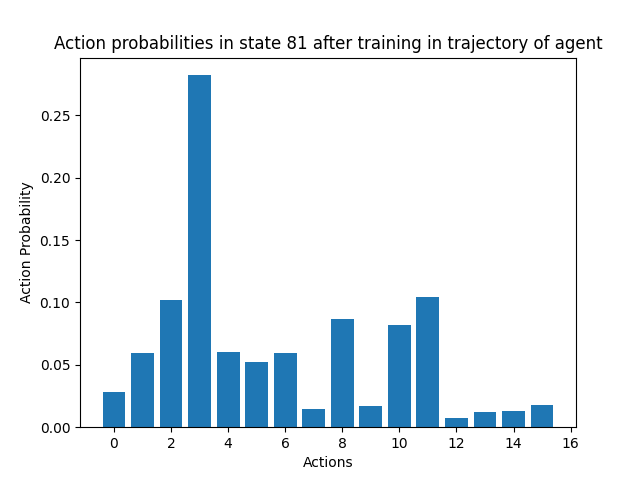 Action probabilities in state 81 after training in trajectory of agent
Action Probability
0.25
0.20
0.15
0.10
0.05
0.00
0 2 4 6 8 10 12 14 16
Actions